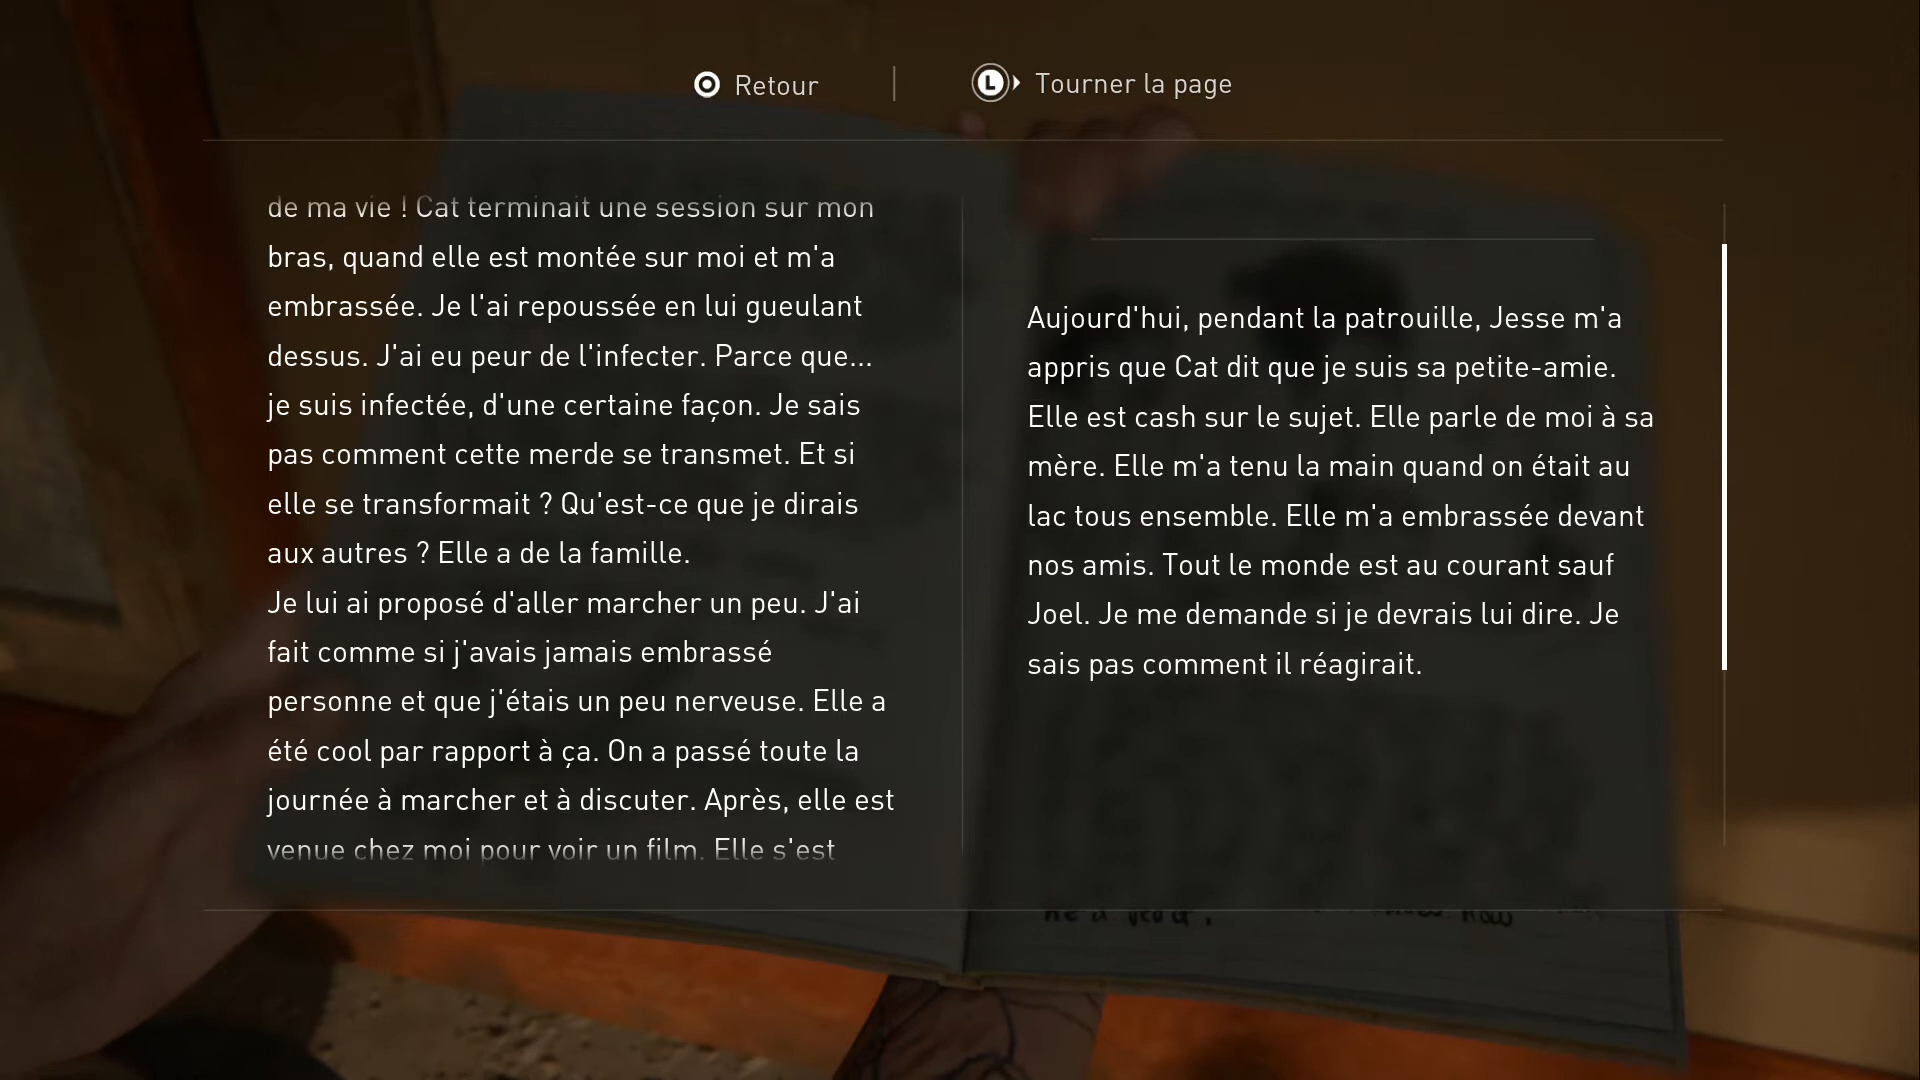 Retour
L Tourner la page
de ma vie ! Cat terminait une session sur mon
bras, quand elle est montée sur moi et m'a
embrassée. Je l'ai repoussée en lui gueulant
dessus. J'ai eu peur de l'infecter. Parce que...
je suis infectée, d'une certaine façon. Je sais
pas comment cette merde se transmet. Et si
elle se transformait ? Qu'est-ce que je dirais
aux autres ? Elle a de la famille.
Je lui ai proposé d'aller marcher un peu. J'ai
fait comme si j'avais jamais embrassé
personne et que j'étais un peu nerveuse. Elle a
été cool par rapport à ça. On a passé toute la
journée à marcher et à discuter. Après, elle est
venue chez moi pour voir un film. Elle s'est
Aujourd'hui, pendant la patrouille, Jesse m'a
appris que Cat dit que je suis sa petite-amie.
Elle est cash sur le sujet. Elle parle de moi à sa
mère. Elle m'a tenu la main quand on était au
lac tous ensemble. Elle m'a embrassée devant
nos amis. Tout le monde est au courant sauf
Joel. Je me demande si je devrais lui dire. Je
sais pas comment il réagirait.